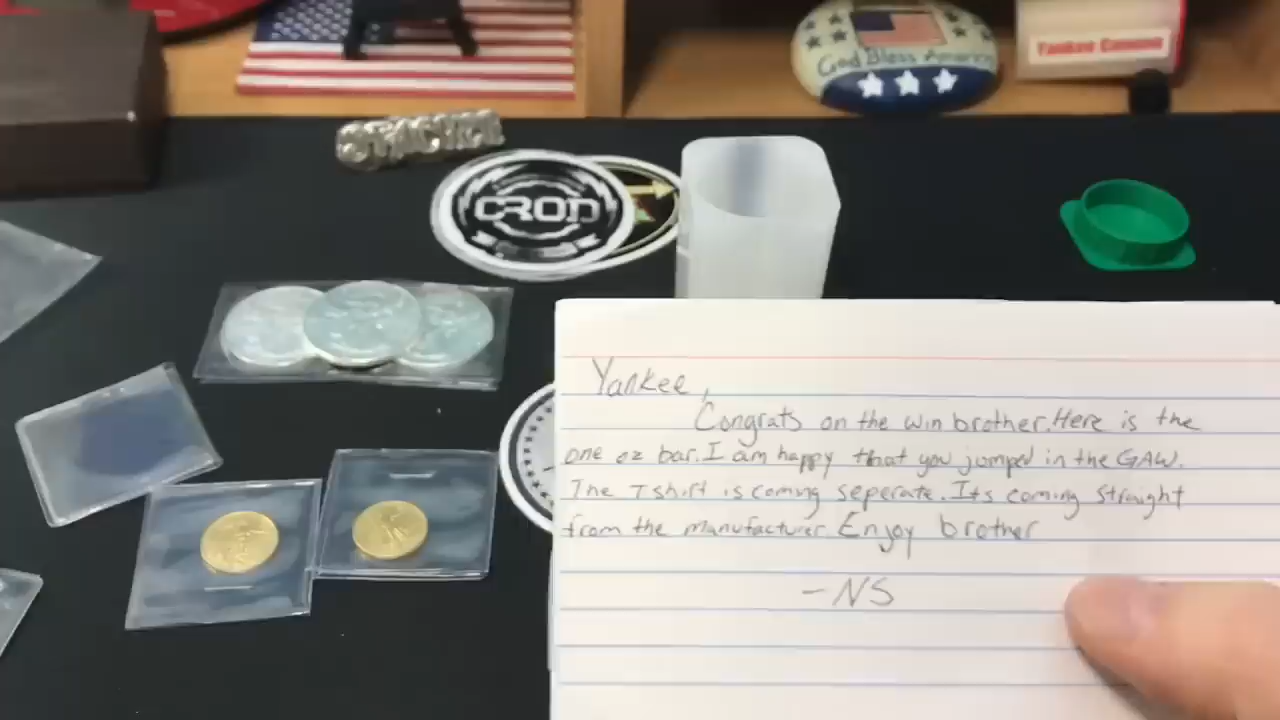 God Bless America
Yankee
STACKER
CROD
Yankee,
Congrats on the win brother. Here is the
one oz bar. I am happy that you jumped in the GAW.
The Tshirt is coming seperate. Its coming straight
from the manufacturer. Enjoy brother
-NS